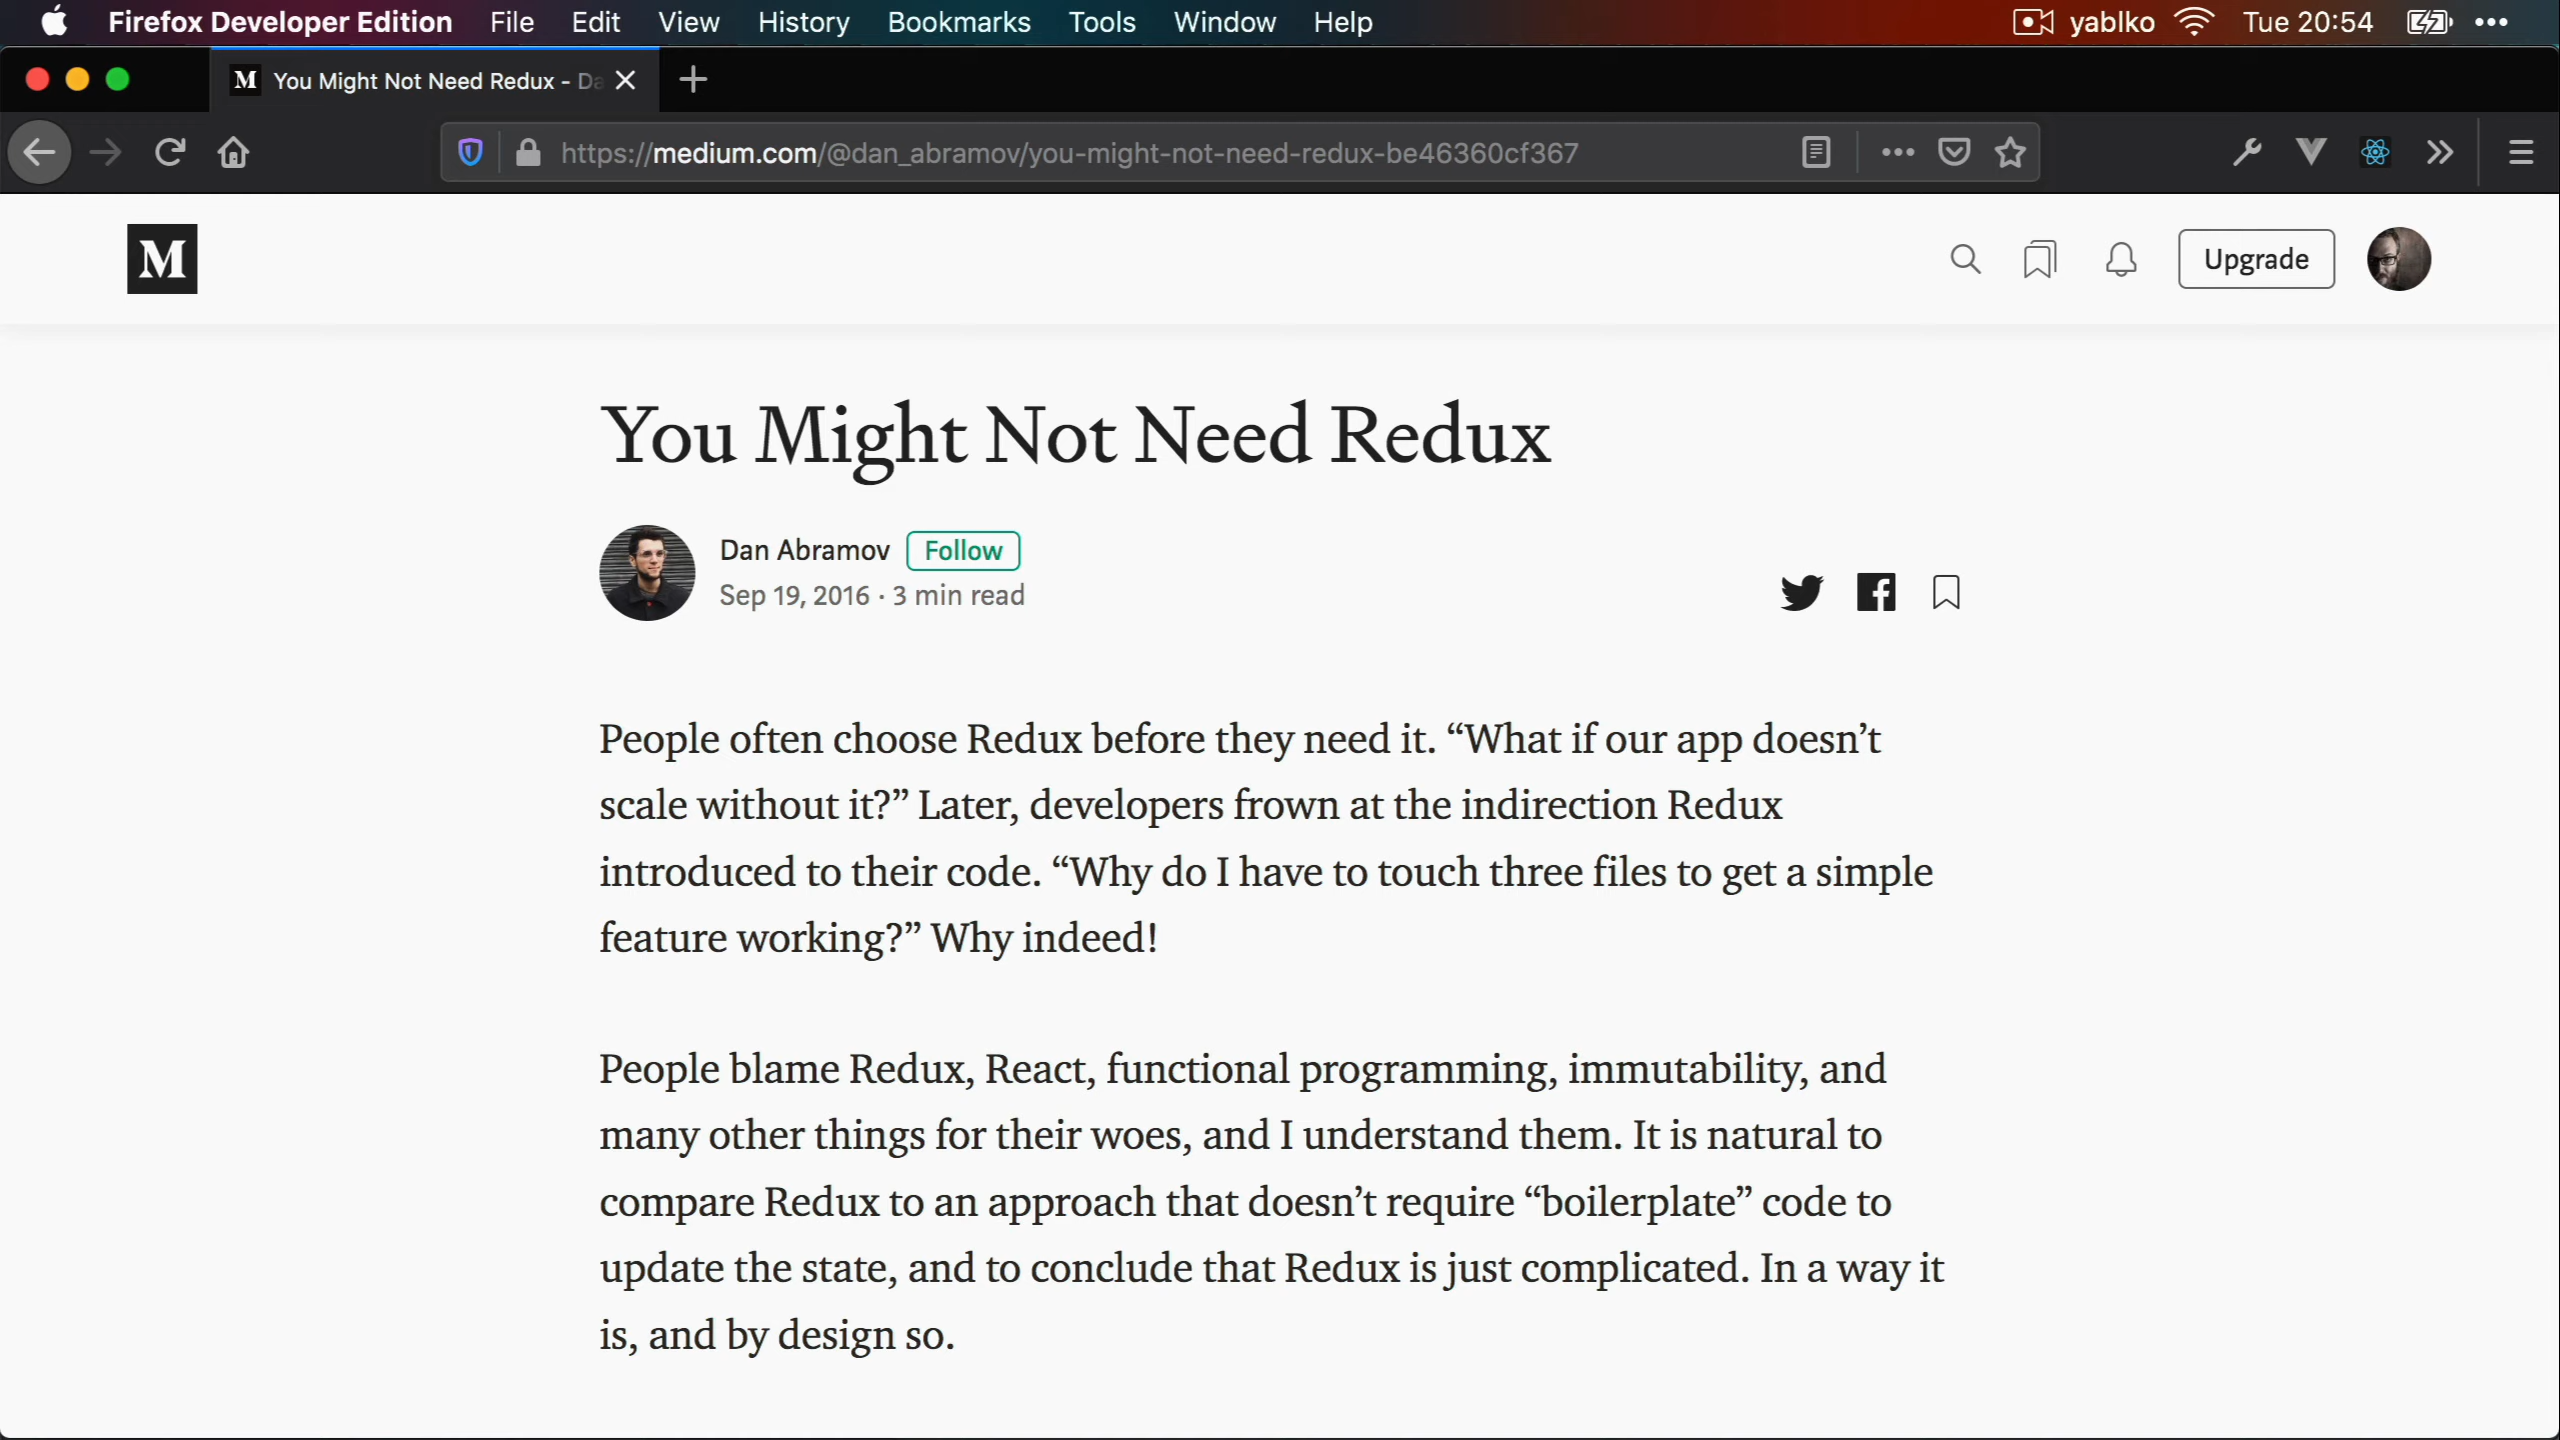 Firefox Developer Edition File Edit View History Bookmarks Tools Window Help yablko Tue 20:54
M You Might Not Need Redux - Da
https://medium.com/@dan_abramov/you-might-not-need-redux-be46360cf367
M Upgrade
You Might Not Need Redux
Dan Abramov Follow
Sep 19, 2016 · 3 min read
People often choose Redux before they need it. “What if our app doesn’t
scale without it?” Later, developers frown at the indirection Redux
introduced to their code. “Why do I have to touch three files to get a simple
feature working?” Why indeed!
People blame Redux, React, functional programming, immutability, and
many other things for their woes, and I understand them. It is natural to
compare Redux to an approach that doesn’t require “boilerplate” code to
update the state, and to conclude that Redux is just complicated. In a way it
is, and by design so.